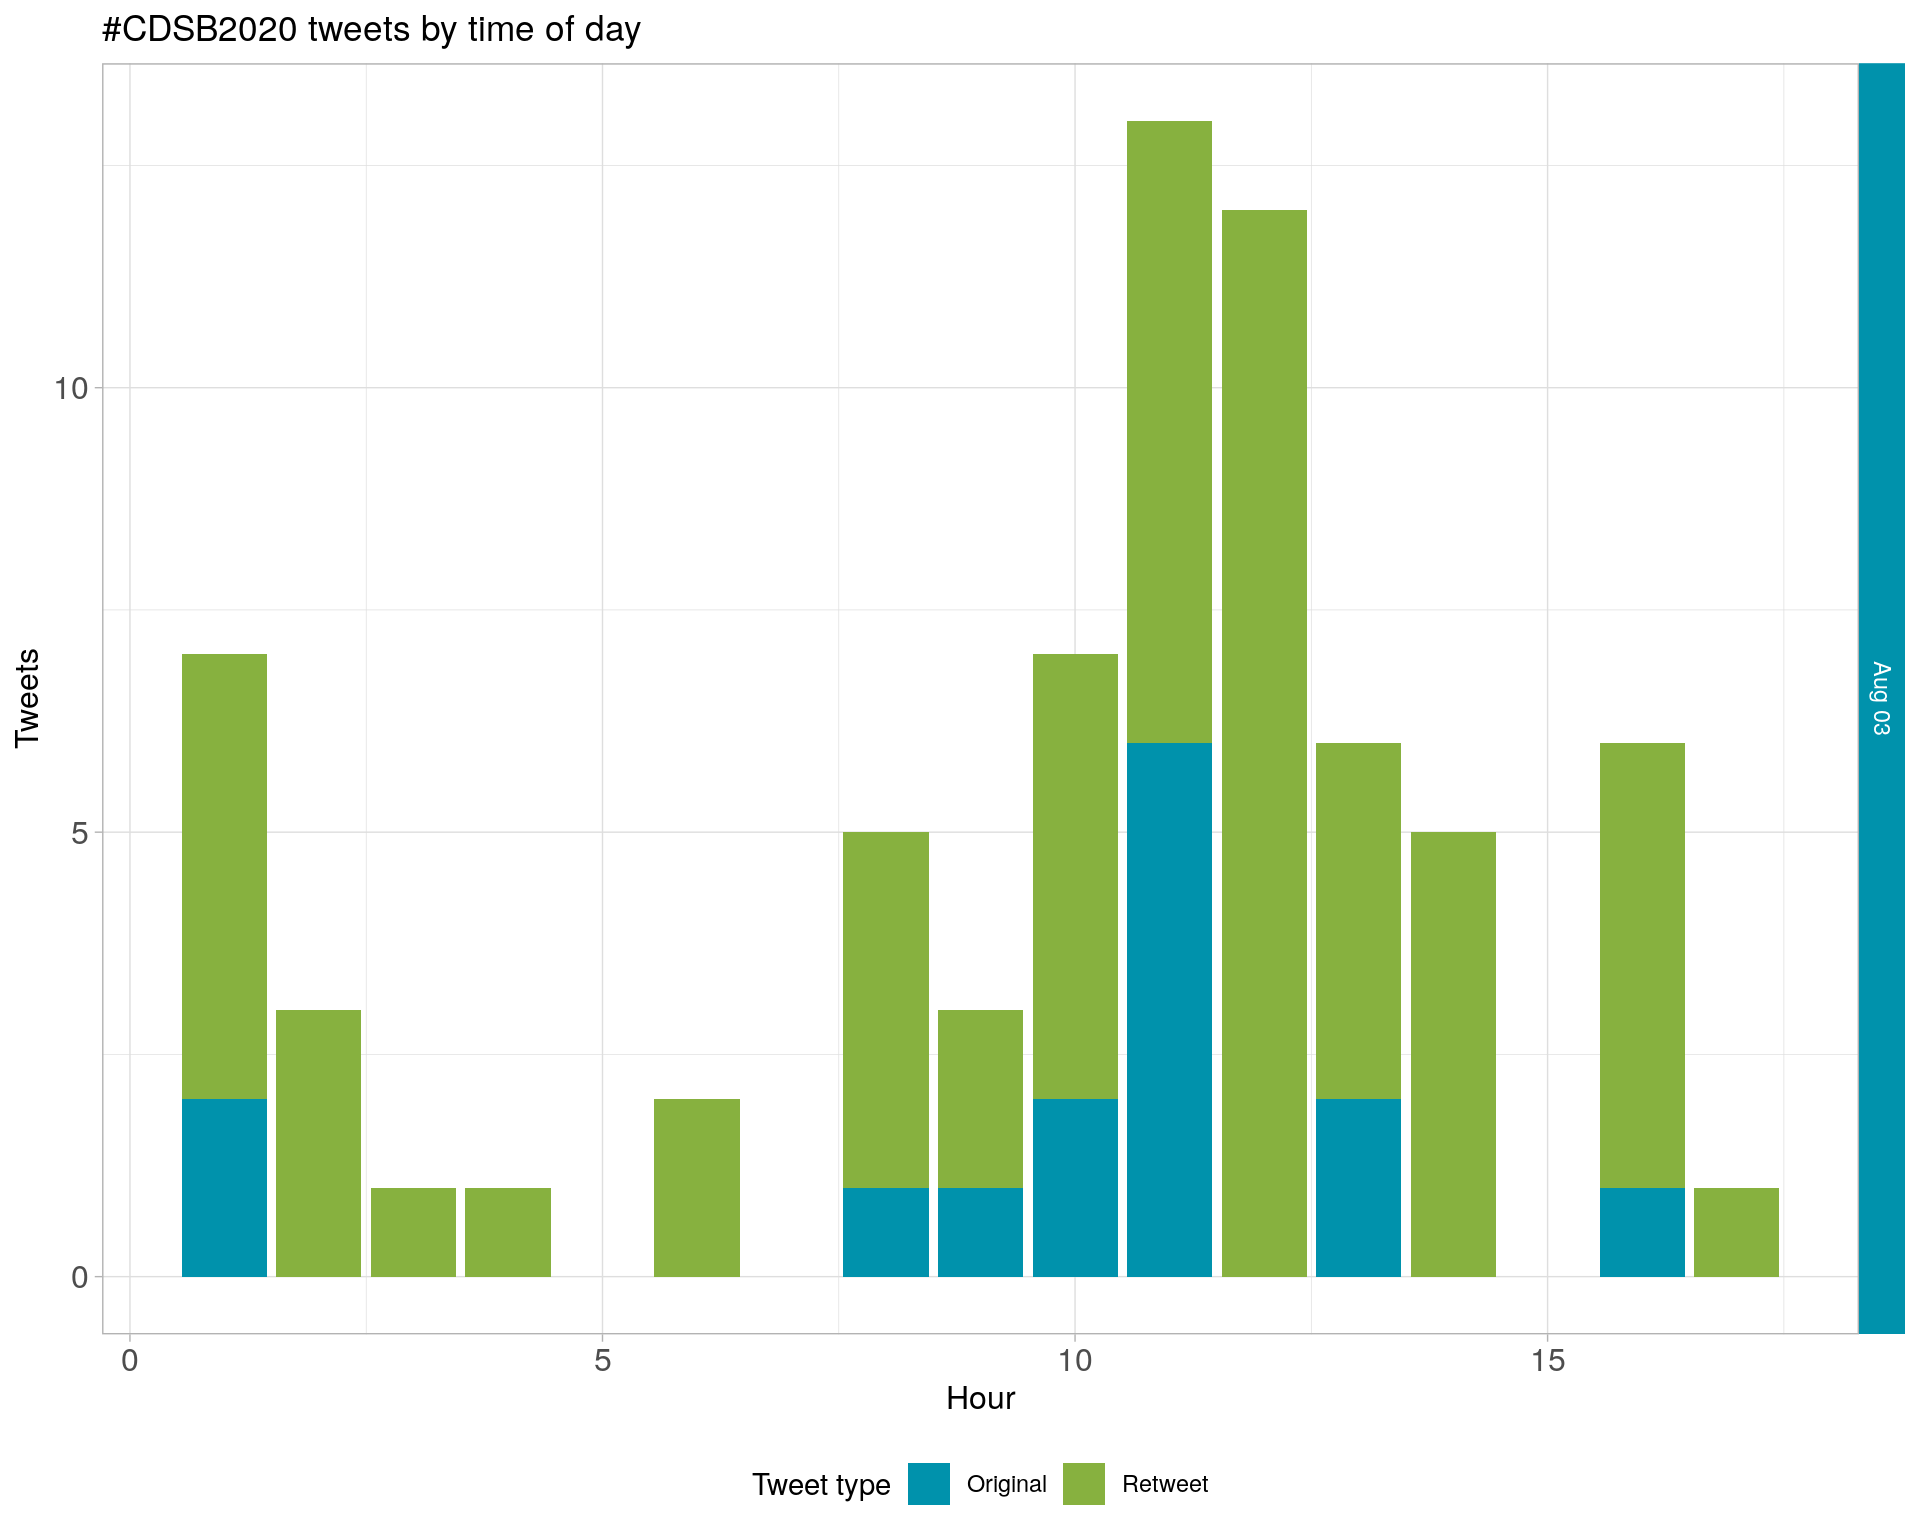 #CDSB2020 tweets by time of day
Tweets
10
5
0
Aug 03
0 5 10 15
Hour
Tweet type Original Retweet